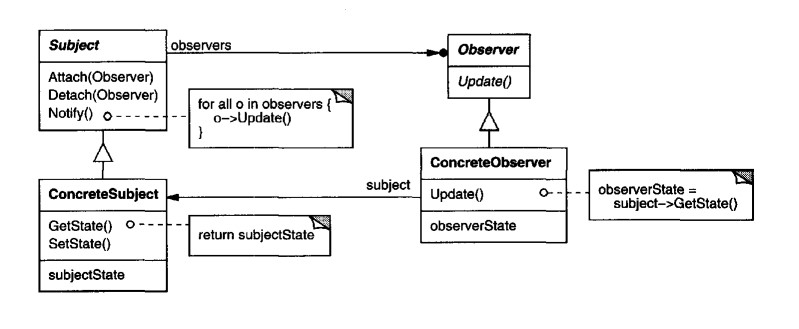 Subject
observers
Observer
Attach(Observer)
Detach(Observer)
Notify()
Update()
for all o in observers {
o->Update()
}
ConcreteSubject
subject
ConcreteObserver
Update()
observerState =
subject->GetState()
GetState()
SetState()
return subjectState
observerState
subjectState